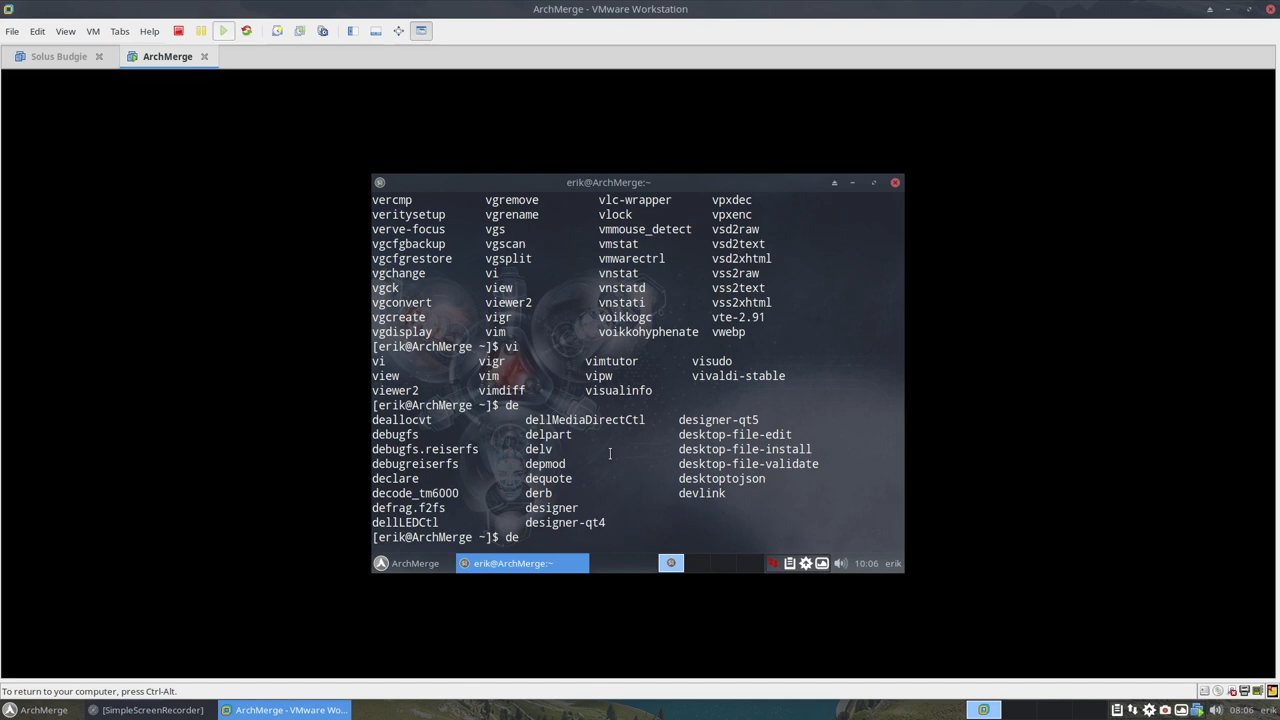 ArchMerge - VMware Workstation
File Edit View VM Tabs Help
Solus Budgie ArchMerge
erik@ArchMerge:~
vercmp vgremove vlc-wrapper vpxdec
veritysetup vgrename vlock vpxenc
verve-focus vgs vmmouse_detect vsd2raw
vgcfgbackup vgscan vmstat vsd2text
vgcfgrestore vgsplit vmwarectrl vsd2xhtml
vgchange vi vnstat vss2raw
vgck view vnstatd vss2text
vgconvert viewer2 vnstati vss2xhtml
vgcreate vigr voikkogc vte-2.91
vgdisplay vim voikkohyphenate vwebp
[erik@ArchMerge ~]$ vi
vi vigr vimtutor visudo
view vim vipw vivaldi-stable
viewer2 vimdiff visualinfo
[erik@ArchMerge ~]$ de
deallocvt dellMediaDirectCtl designer-qt5
debugfs delpart desktop-file-edit
debugfs.reiserfs delv desktop-file-install
debugreiserfs depmod desktop-file-validate
declare dequote desktoptojson
decode_tm6000 derb devlink
defrag.f2fs designer
dellLEDCtl designer-qt4
[erik@ArchMerge ~]$ de
ArchMerge erik@ArchMerge:~ 10:06 erik
To return to your computer, press Ctrl-Alt.
ArchMerge [SimpleScreenRecorder] ArchMerge - VMware Wo... 08:06 erik